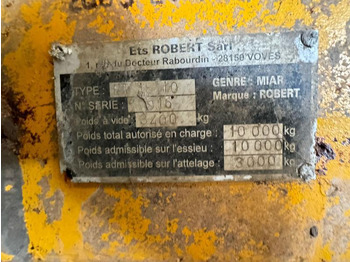 Ets ROBERT Sarl
1, rue du Docteur Rabourdin - 28150 VOVES
TYPE : GENRE : MIAR
N° SERIE : Marque : ROBERT
Poids à vide : kg
Poids total autorisé en charge : 10 000 kg
Poids admissible sur l'essieu : 10 000 kg
Poids admissible sur l'attelage : 3000 kg